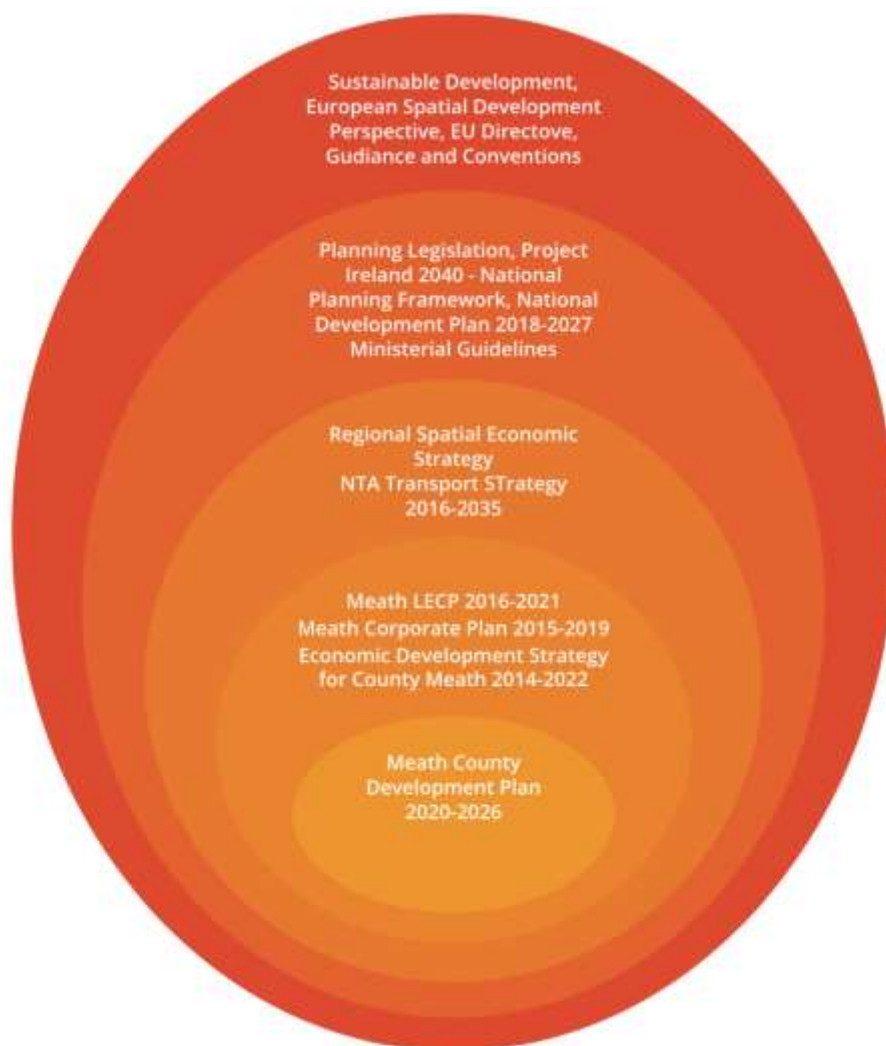 Sustainable Development,
European Spatial Development
Perspective, EU Directove,
Gudiance and Conventions
Planning Legislation, Project
Ireland 2040 - National
Planning Framework, National
Development Plan 2018-2027
Ministerial Guidelines
Regional Spatial Economic
Strategy
NTA Transport STrategy
2016-2035
Meath LECP 2016-2021
Meath Corporate Plan 2015-2019
Economic Development Strategy
for County Meath 2014-2022
Meath County
Development Plan
2020-2026